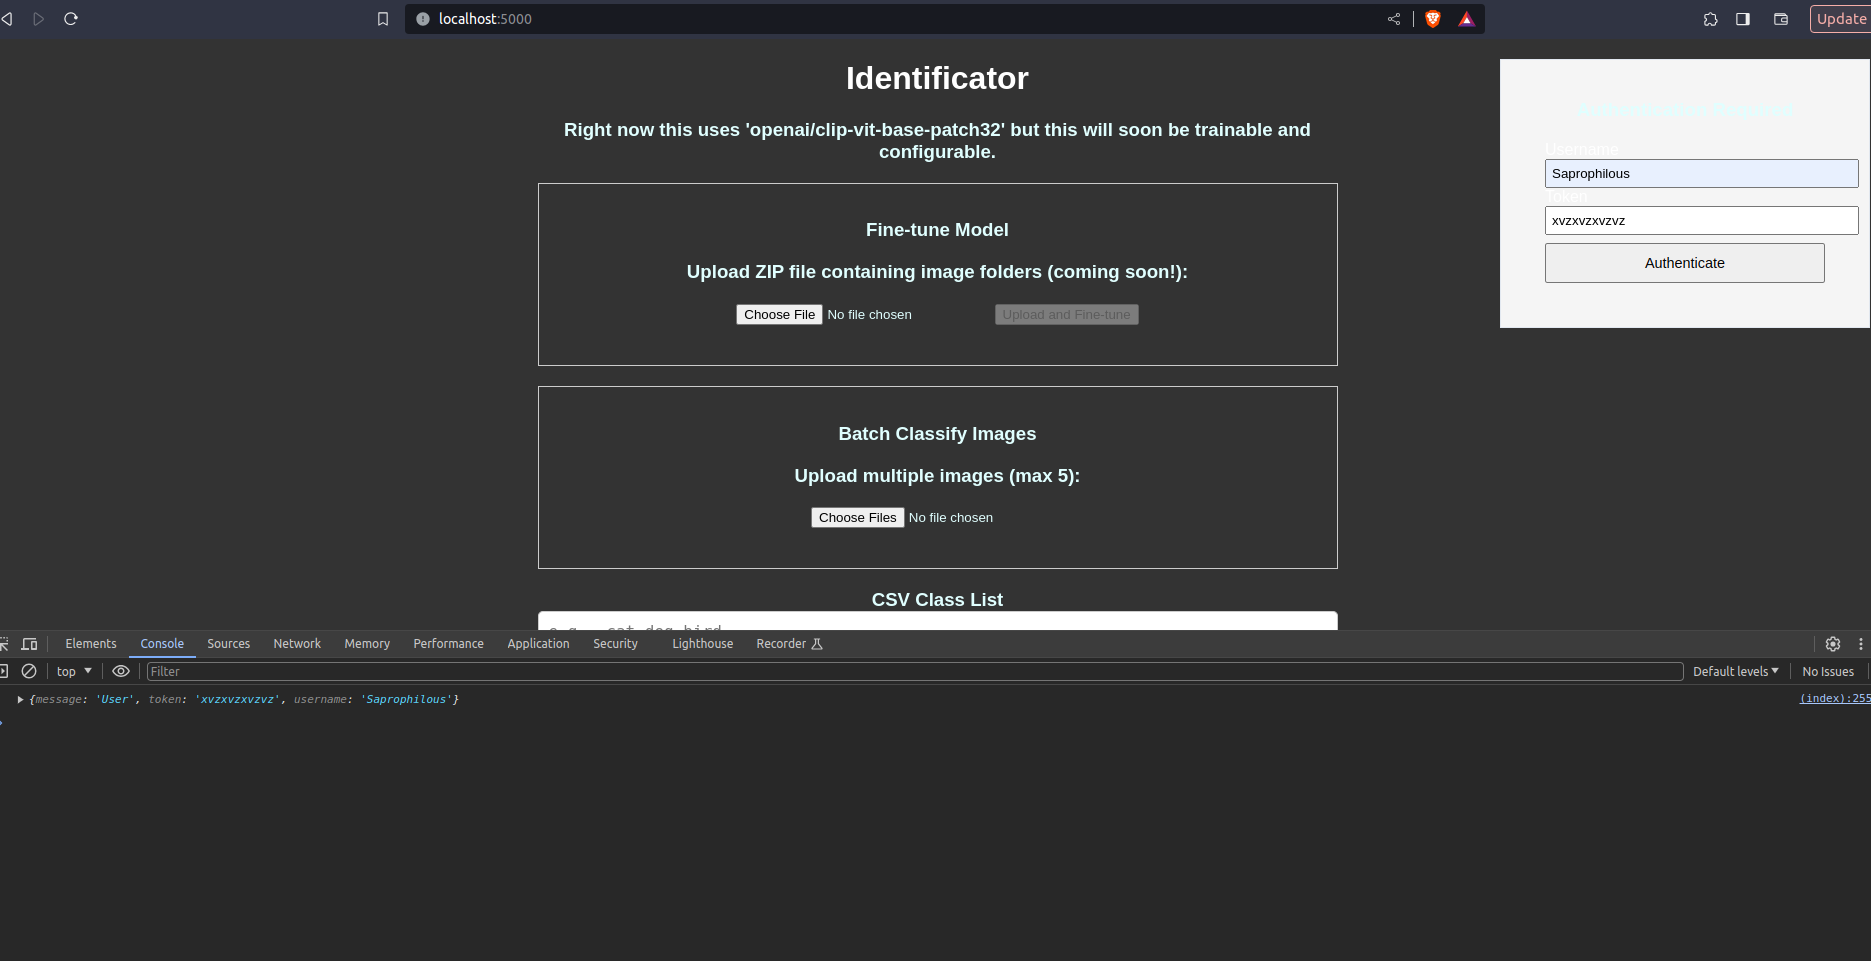 localhost:5000
Update
Identificator
Right now this uses 'openai/clip-vit-base-patch32' but this will soon be trainable and
configurable.
Authentication Required
Username
Saprophilous
Token
xvzxvzxvzvz
Authenticate
Fine-tune Model
Upload ZIP file containing image folders (coming soon!):
Choose File No file chosen Upload and Fine-tune
Batch Classify Images
Upload multiple images (max 5):
Choose Files No file chosen
CSV Class List
e.g., cat,dog,bird
Elements Console Sources Network Memory Performance Application Security Lighthouse Recorder
top Filter Default levels No Issues
{message: 'User', token: 'xvzxvzxvzvz', username: 'Saprophilous'} (index):255